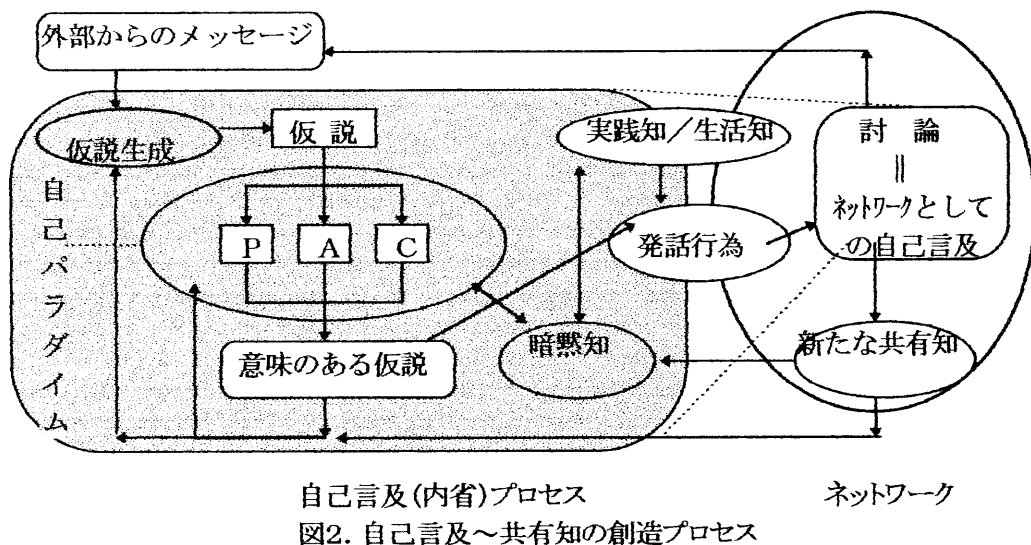 外部からのメッセージ
仮説生成
仮 説
実践知／生活知
討 論
||
ネットワークとして
の自己言及
自己パラダイム
P
A
C
発話行為
意味のある仮説
暗黙知
新たな共有知
自己言及(内省)プロセス
ネットワーク
図2. 自己言及～共有知の創造プロセス